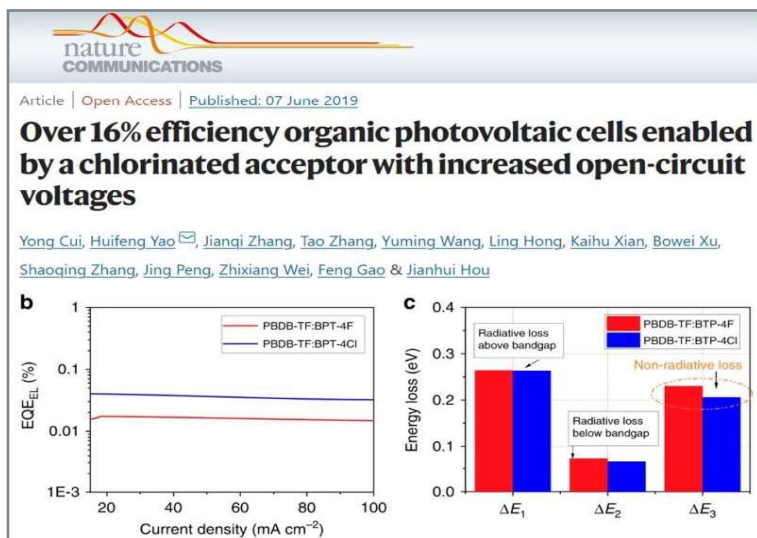 nature
COMMUNICATIONS
Article | Open Access | Published: 07 June 2019
Over 16% efficiency organic photovoltaic cells enabled
by a chlorinated acceptor with increased open-circuit
voltages
Yong Cui, Huifeng Yao, Jianqi Zhang, Tao Zhang, Yuming Wang, Ling Hong, Kaihu Xian, Bowei Xu,
Shaoqing Zhang, Jing Peng, Zhixiang Wei, Feng Gao & Jianhui Hou
b
1
0.1
0.01
1E-3
EQE_EL (%)
PBDB-TF:BPT-4F
PBDB-TF:BPT-4Cl
20 40 60 80 100
Current density (mA cm⁻²)
c
0.4
0.3
0.2
0.1
0.0
Energy loss (eV)
PBDB-TF:BTP-4F
PBDB-TF:BTP-4Cl
Radiative loss
above bandgap
Non-radiative loss
Radiative loss
below bandgap
ΔE₁ ΔE₂ ΔE₃